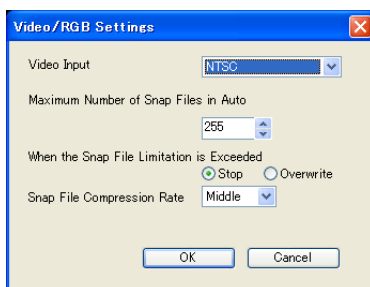 Video/RGB Settings
Video Input NTSC
Maximum Number of Snap Files in Auto
255
When the Snap File Limitation is Exceeded
Stop Overwrite
Snap File Compression Rate Middle
OK Cancel